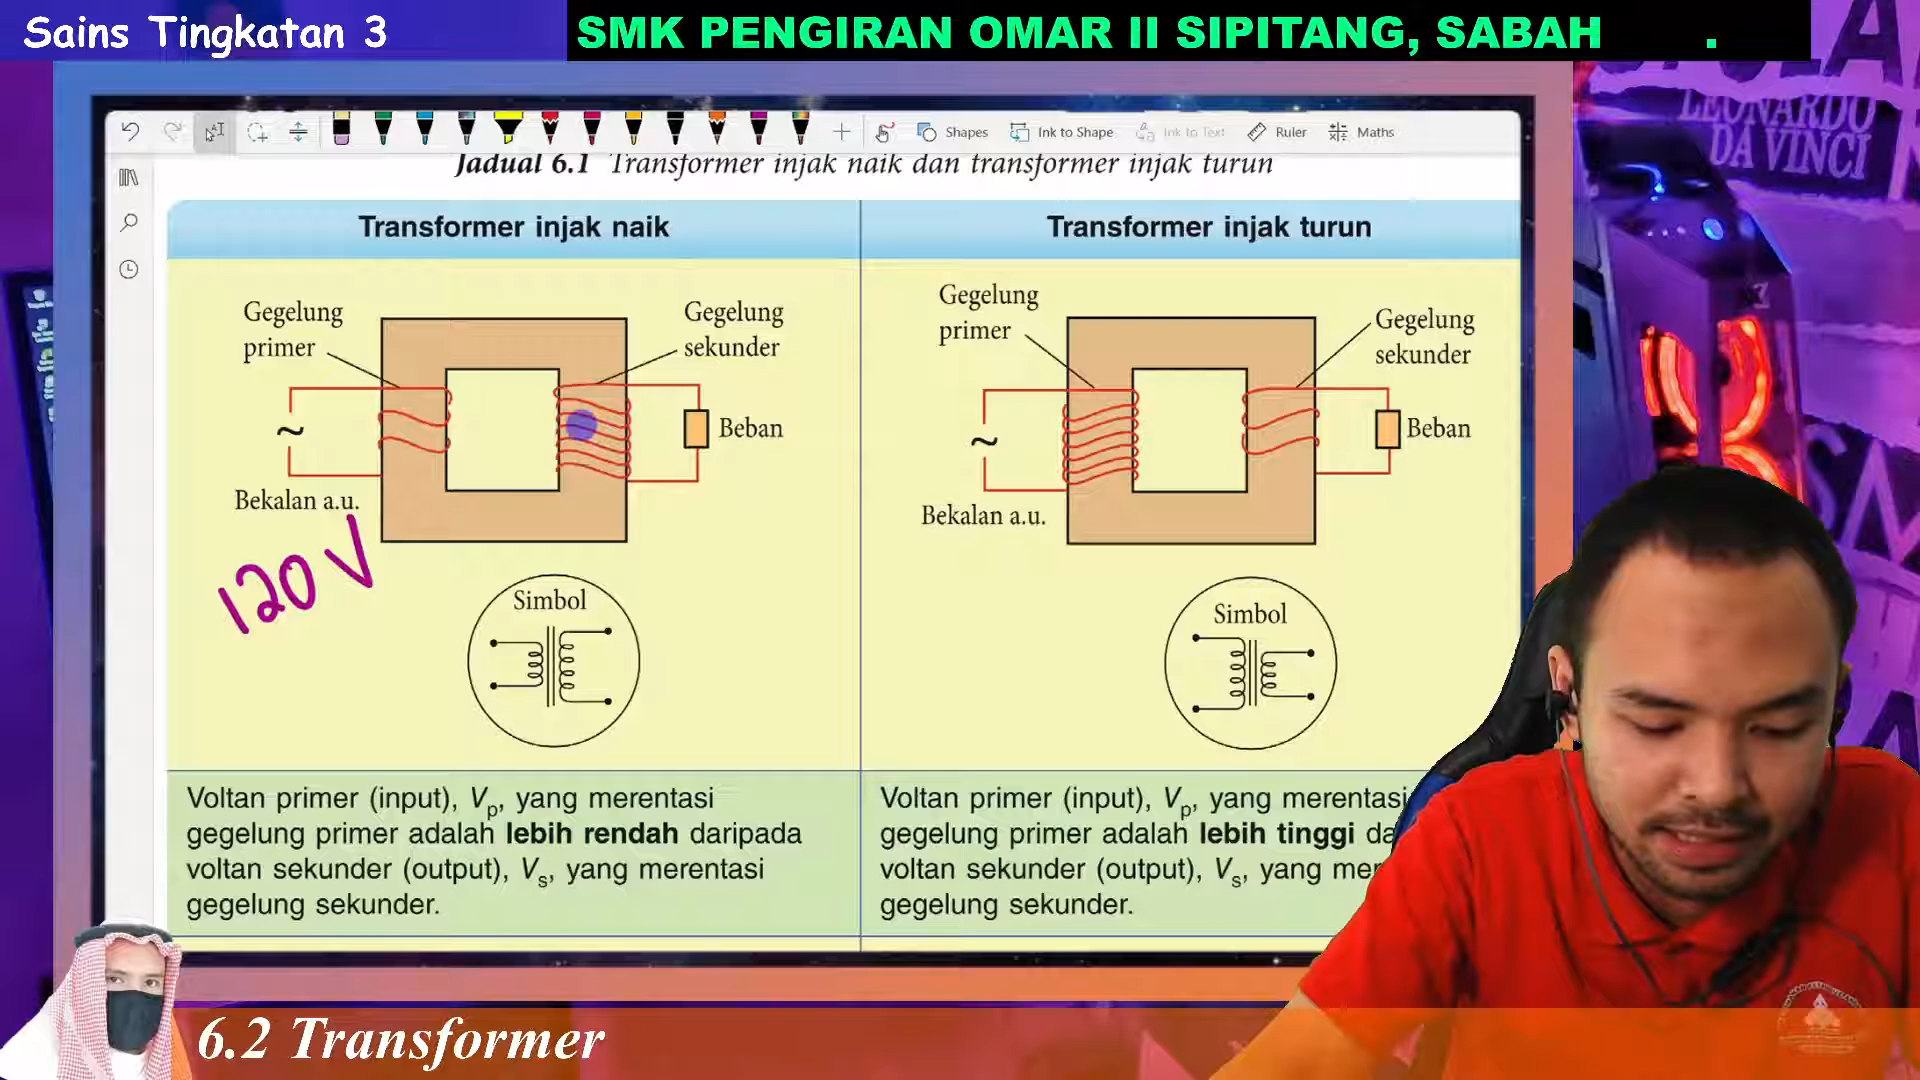 Sains Tingkatan 3
SMK PENGIRAN OMAR II SIPITANG, SABAH .
LEONARDO
DA VINCI
Shapes
Ink to Shape
Ink to Text
Ruler
Maths
Jadual 6.1 Transformer injak naik dan transformer injak turun
Transformer injak naik
Transformer injak turun
Gegelung
primer
Gegelung
sekunder
~
Beban
Bekalan a.u.
120 V
Simbol
Gegelung
primer
Gegelung
sekunder
~
Beban
Bekalan a.u.
Simbol
Voltan primer (input), Vp, yang merentasi
gegelung primer adalah lebih rendah daripada
voltan sekunder (output), Vs, yang merentasi
gegelung sekunder.
Voltan primer (input), Vp, yang merentasi
gegelung primer adalah lebih tinggi da
voltan sekunder (output), Vs, yang mer
gegelung sekunder.
6.2 Transformer